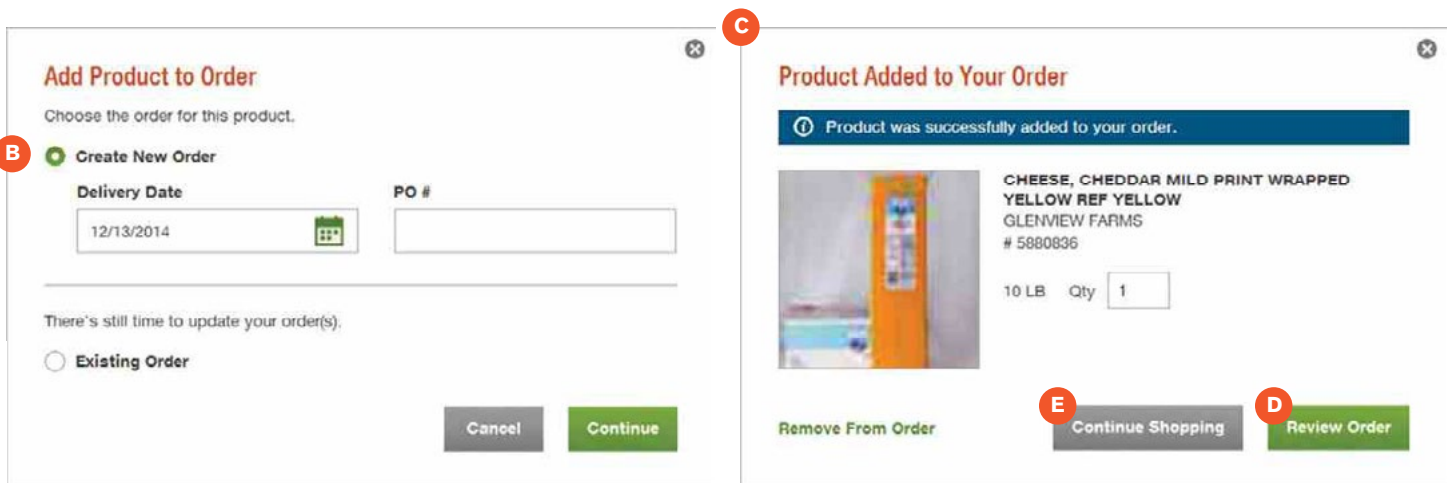 B
Add Product to Order
Choose the order for this product.
Create New Order
Delivery Date
PO #
12/13/2014
There's still time to update your order(s).
Existing Order
Cancel
Continue
C
Product Added to Your Order
Product was successfully added to your order.
CHEESE, CHEDDAR MILD PRINT WRAPPED
YELLOW REF YELLOW
GLENVIEW FARMS
# 5880836
10 LB Qty 1
Remove From Order
E
Continue Shopping
D
Review Order